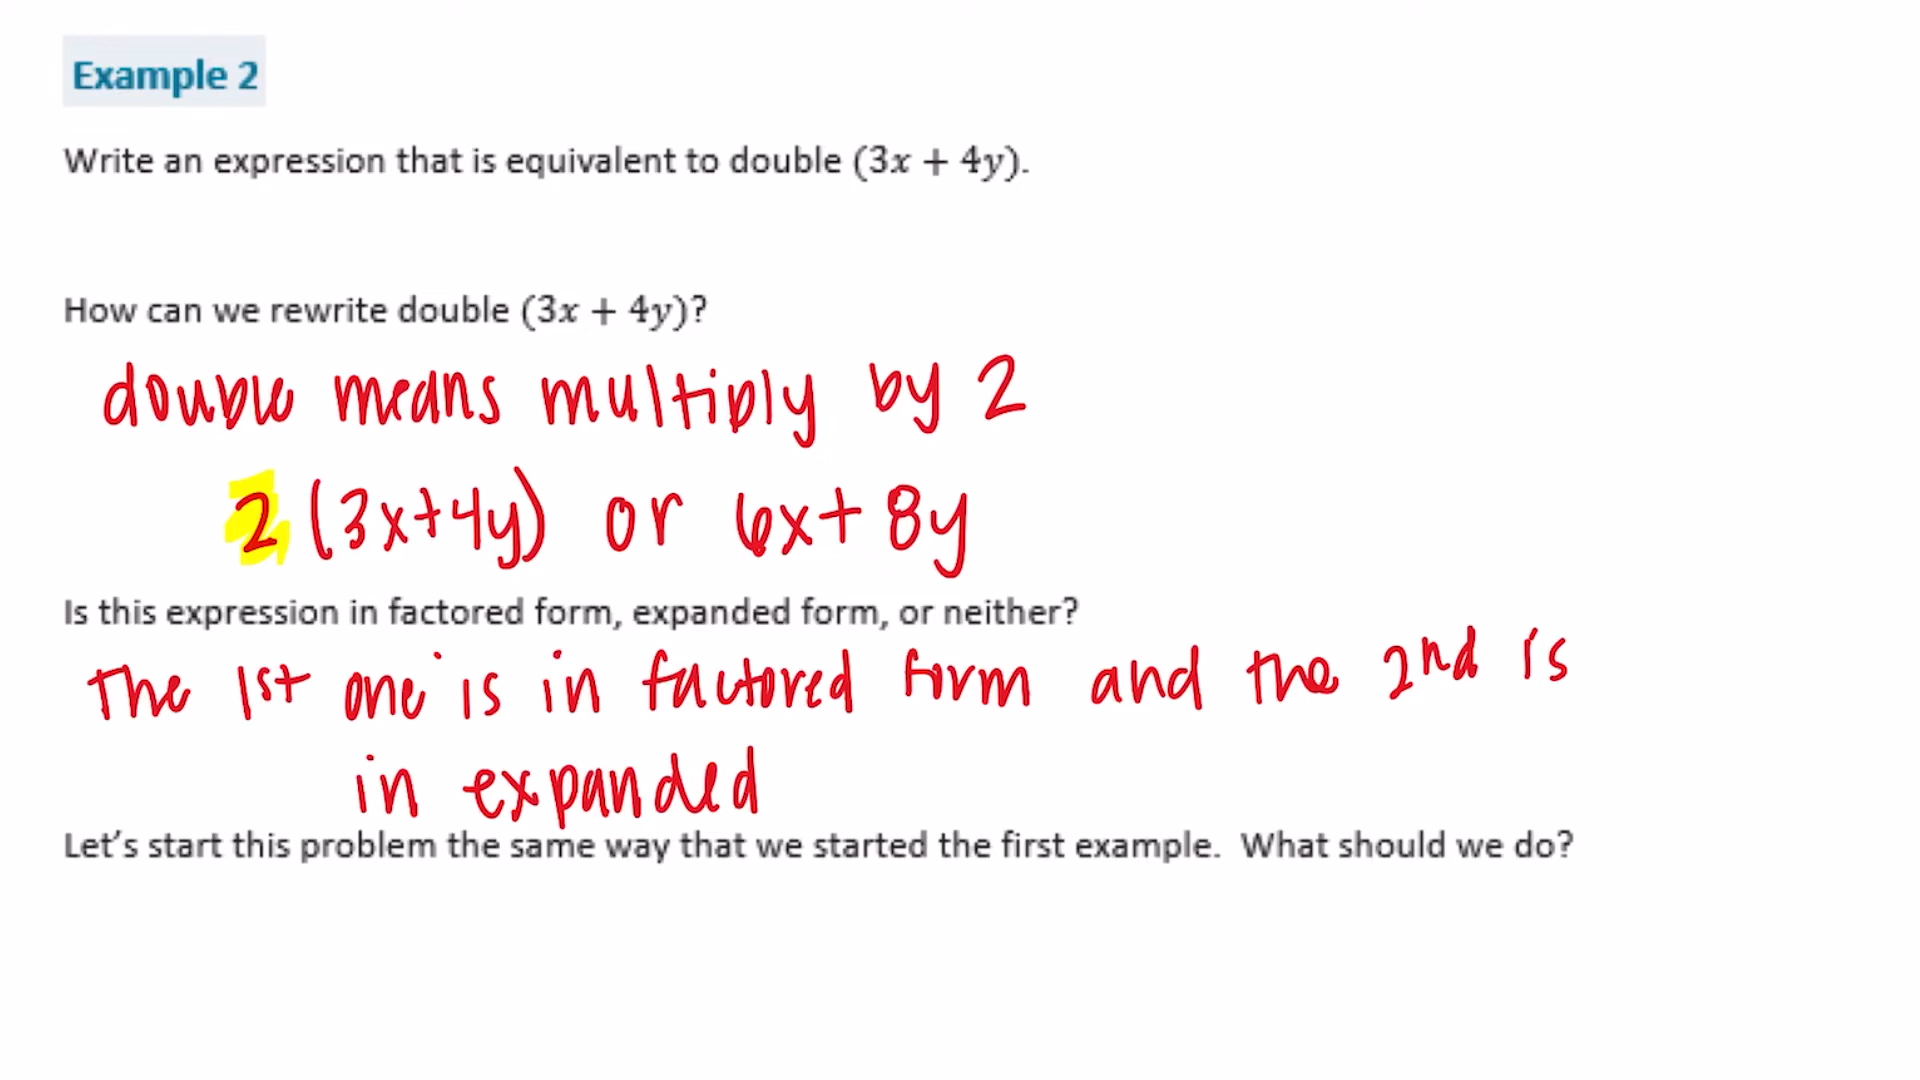 Example 2
Write an expression that is equivalent to double (3x + 4y).
How can we rewrite double (3x + 4y)?
double means multiply by 2
2 (3x+4y) or 6x+8y
Is this expression in factored form, expanded form, or neither?
The 1st one is in factored form and the 2nd is
in expanded
Let’s start this problem the same way that we started the first example. What should we do?